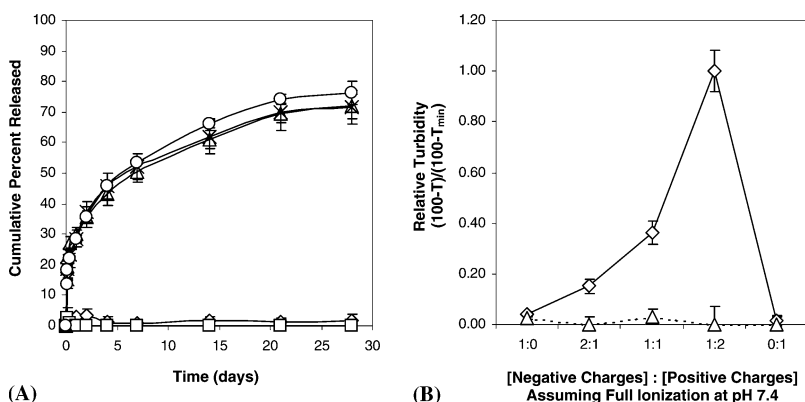 100
90
80
70
60
50
40
30
20
10
0
Cumulative Percent Released
0 5 10 15 20 25 30
Time (days)
(A)
1.20
1.00
0.80
0.60
0.40
0.20
0.00
Relative Turbidity
(100-T)/(100-Tmin)
1:0 2:1 1:1 1:2 0:1
[Negative Charges] : [Positive Charges]
Assuming Full Ionization at pH 7.4
(B)